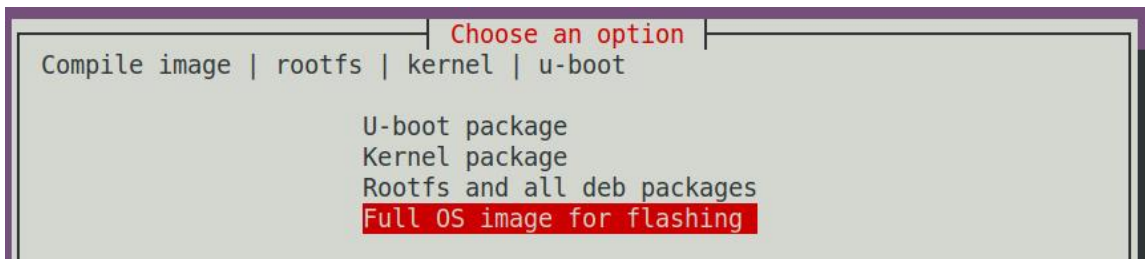 Choose an option
Compile image | rootfs | kernel | u-boot
U-boot package
Kernel package
Rootfs and all deb packages
Full OS image for flashing